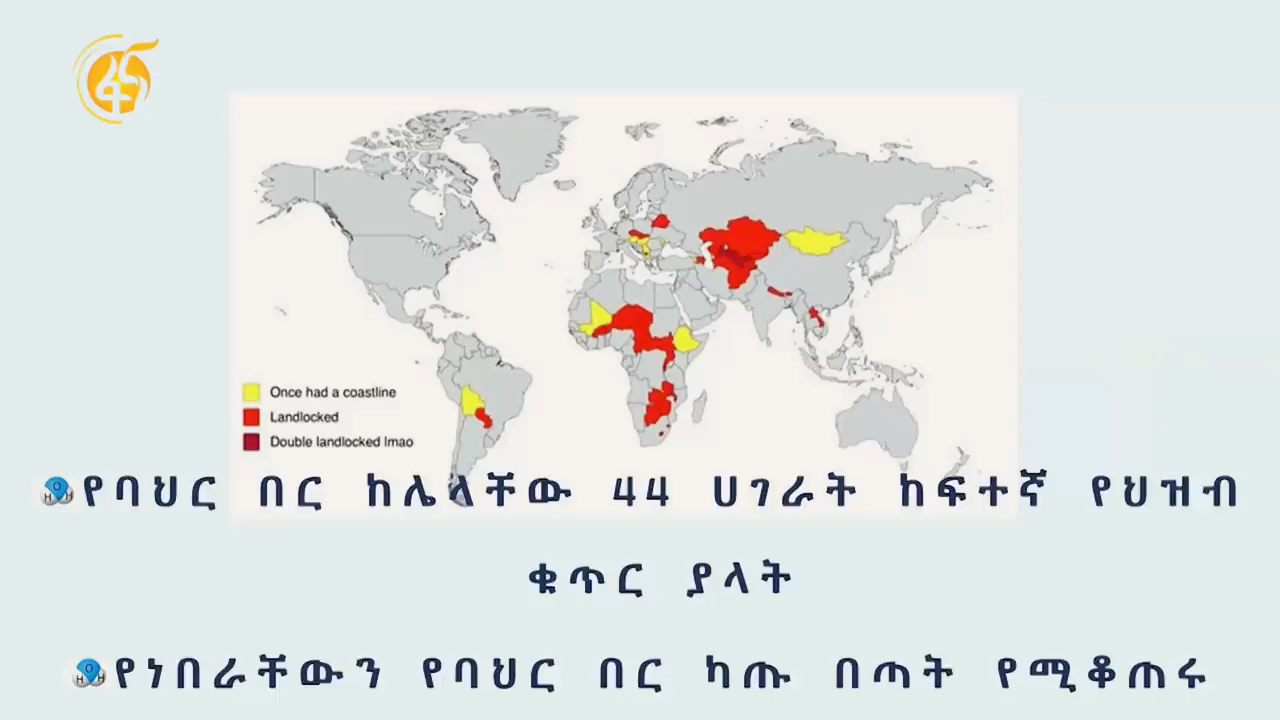 ፋና
Once had a coastline
Landlocked
Double landlocked lmao
የባህር በር ከሌላቸው 44 ሀገራት ከፍተኛ የህዝብ
ቁጥር ያላት
የነበራቸውን የባህር በር ካጡ በጣት የሚቆጠሩ